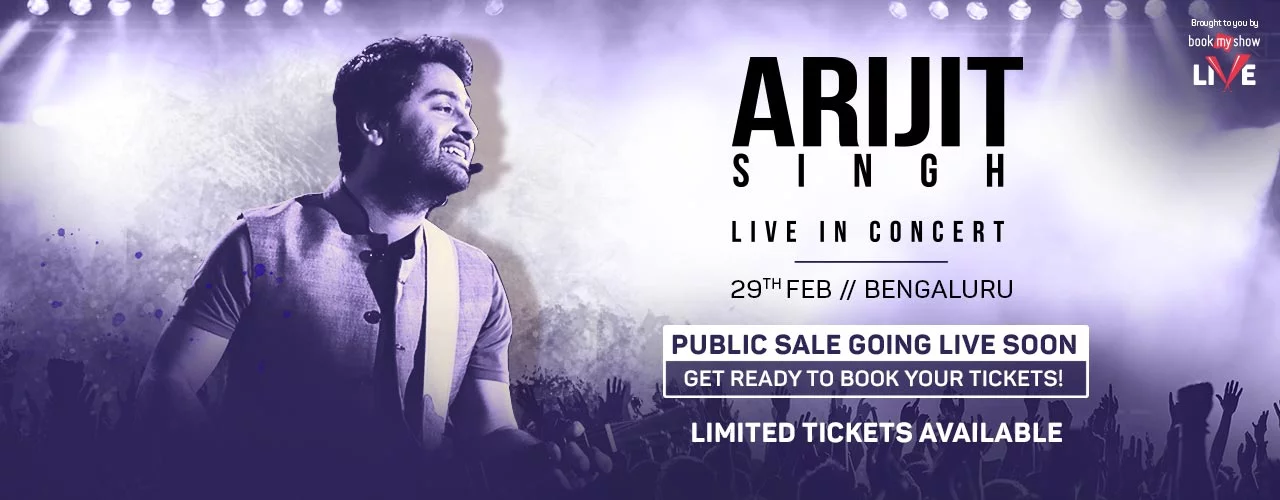 Brought to you by
book my show
LIVE
ARIJIT
SINGH
LIVE IN CONCERT
29TH FEB // BENGALURU
PUBLIC SALE GOING LIVE SOON
GET READY TO BOOK YOUR TICKETS!
LIMITED TICKETS AVAILABLE